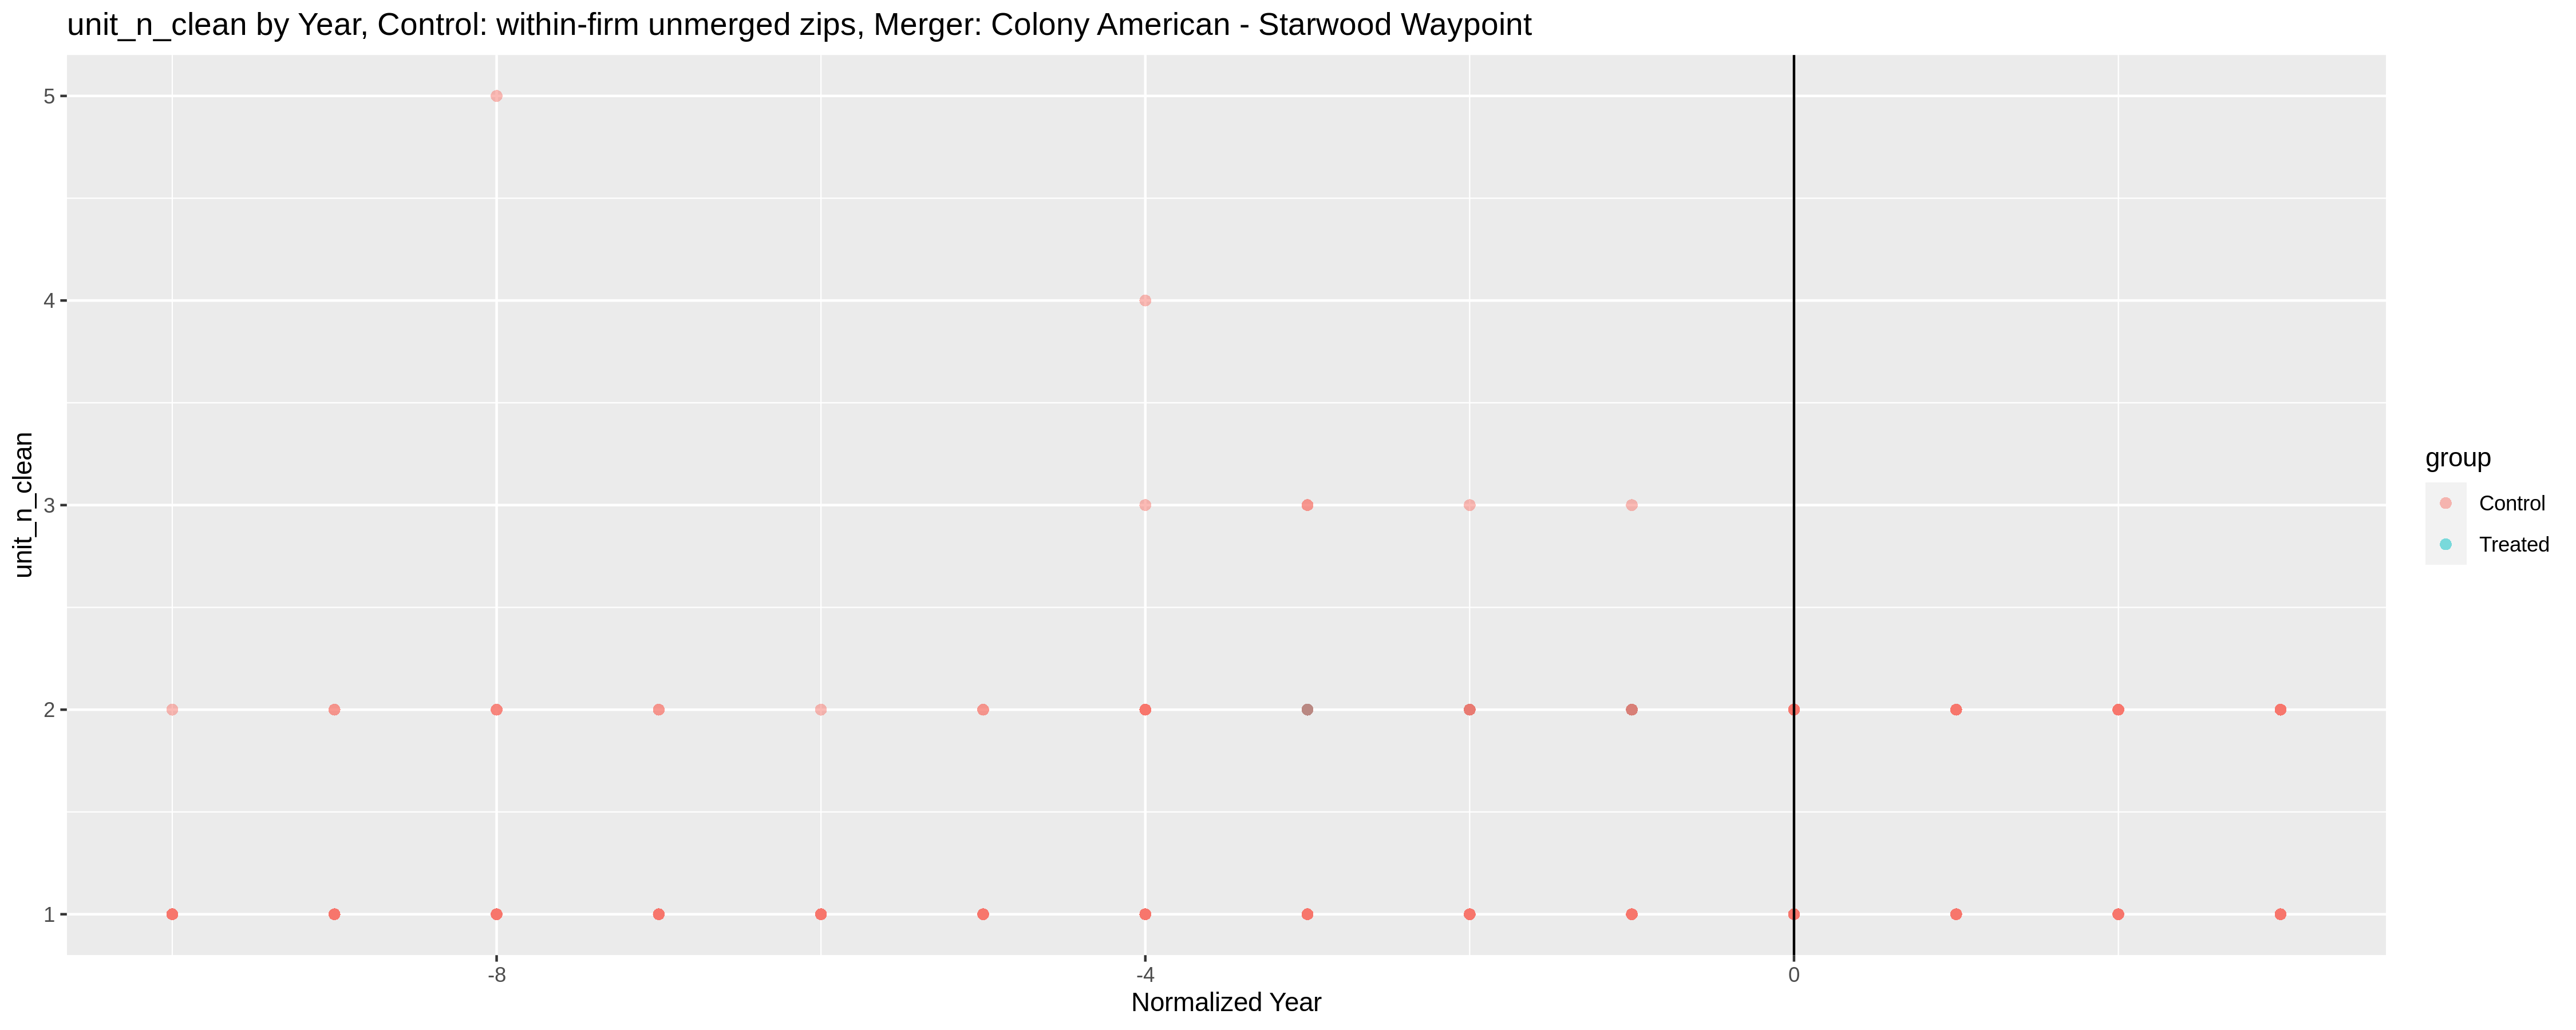 unit_n_clean by Year, Control: within-firm unmerged zips, Merger: Colony American - Starwood Waypoint
5
4
3
2
1
unit_n_clean
-8
-4
0
Normalized Year
group
Control
Treated